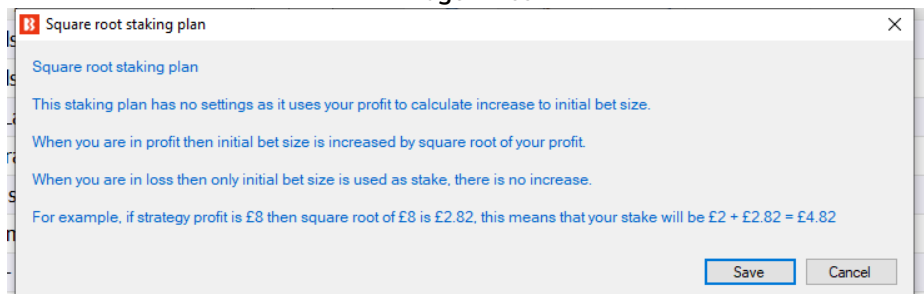 Square root staking plan
Square root staking plan
This staking plan has no settings as it uses your profit to calculate increase to initial bet size.
When you are in profit then initial bet size is increased by square root of your profit.
When you are in loss then only initial bet size is used as stake, there is no increase.
For example, if strategy profit is £8 then square root of £8 is £2.82, this means that your stake will be £2 + £2.82 = £4.82
Save Cancel